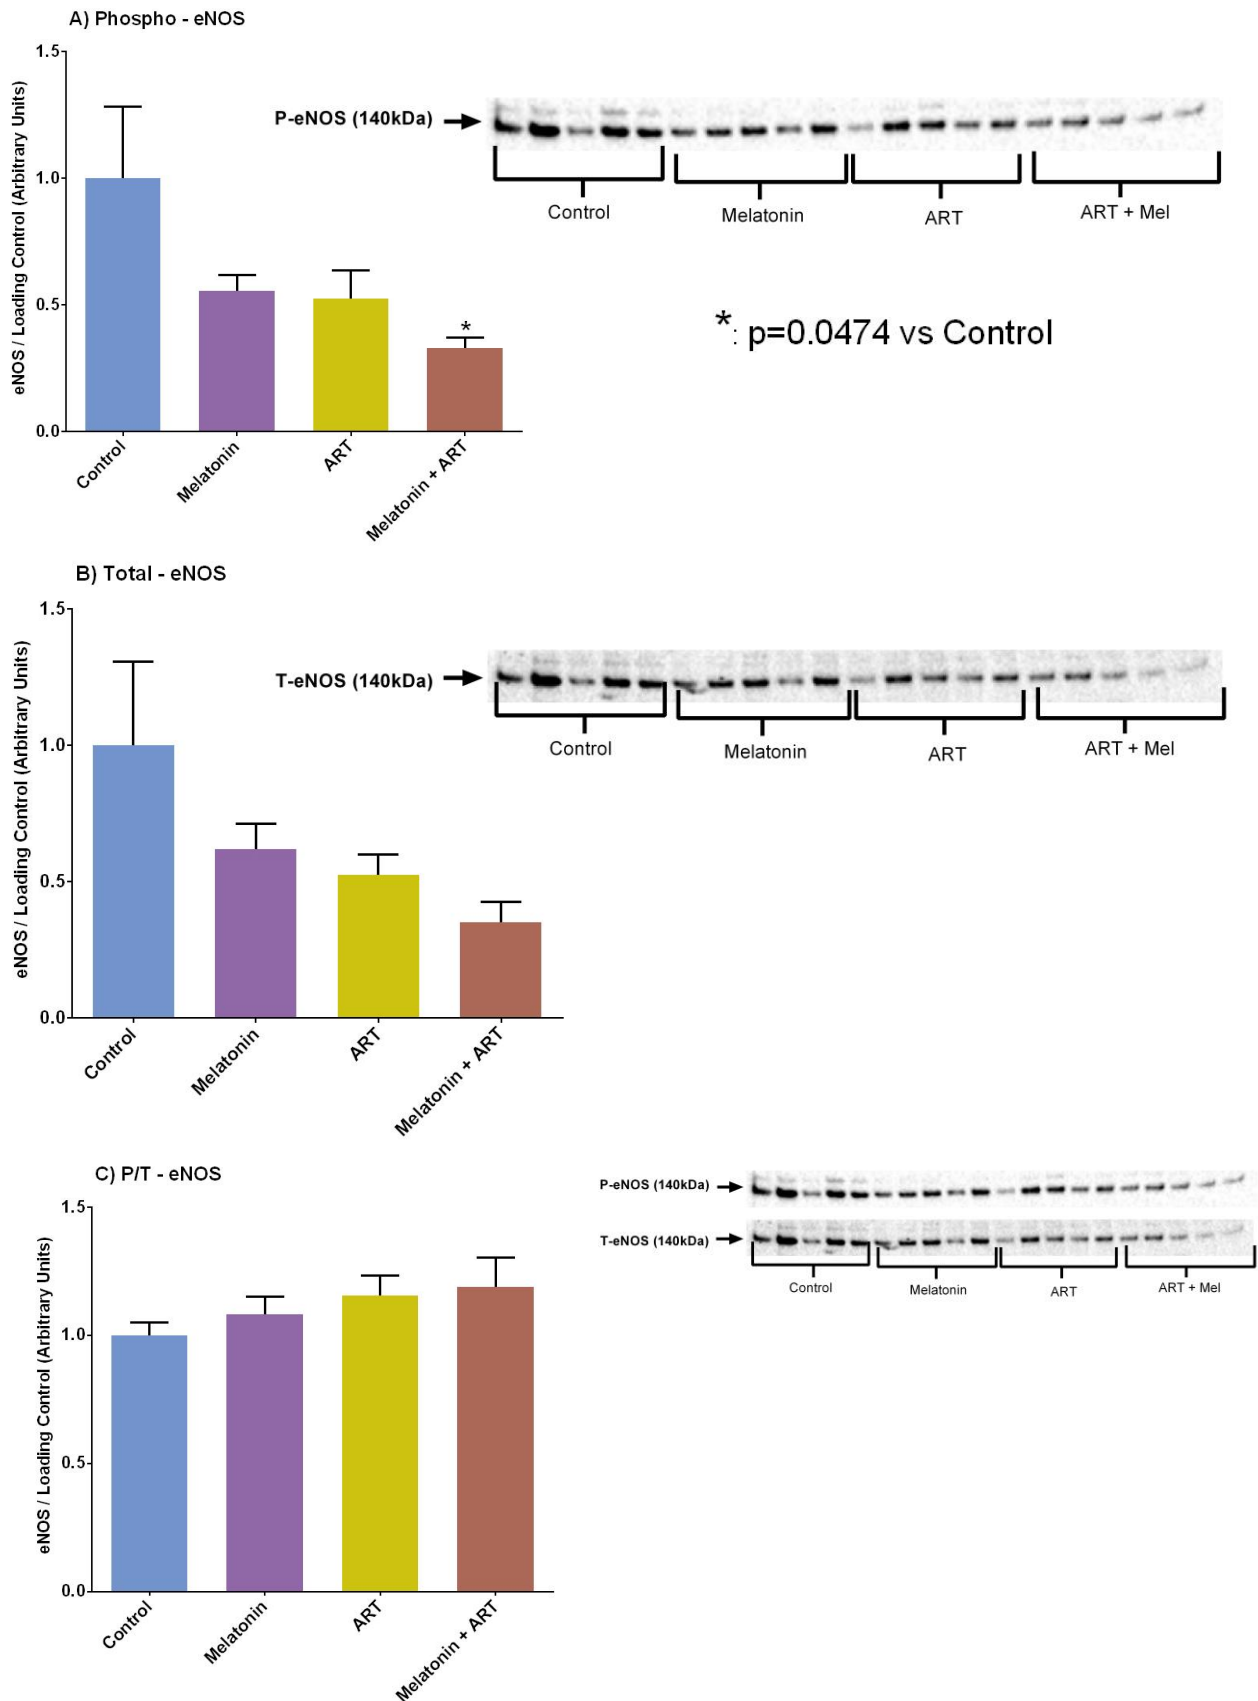 A) Phospho - eNOS
eNOS / Loading Control (Arbitrary Units)
1.5
1.0
0.5
0.0
*
Control
Melatonin
ART
Melatonin + ART
P-eNOS (140kDa)
Control
Melatonin
ART
ART + Mel
*: p=0.0474 vs Control
B) Total - eNOS
eNOS / Loading Control (Arbitrary Units)
1.5
1.0
0.5
0.0
Control
Melatonin
ART
Melatonin + ART
T-eNOS (140kDa)
Control
Melatonin
ART
ART + Mel
C) P/T - eNOS
eNOS / Loading Control (Arbitrary Units)
1.5
1.0
0.5
0.0
Control
Melatonin
ART
Melatonin + ART
P-eNOS (140kDa)
T-eNOS (140kDa)
Control
Melatonin
ART
ART + Mel